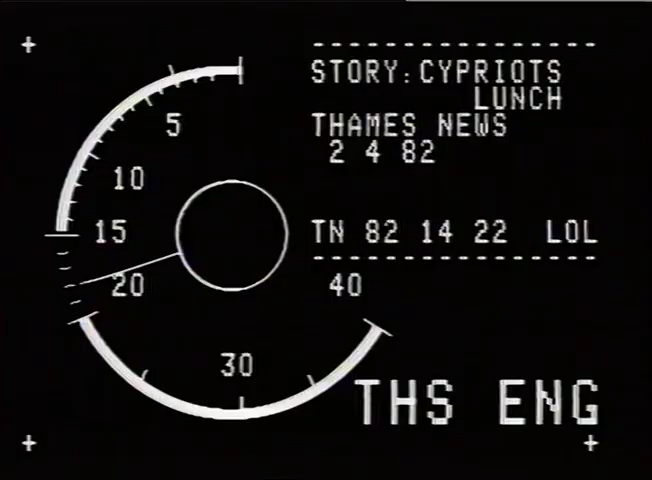 STORY: CYPRIOTS
LUNCH
THAMES NEWS
2 4 82
TN 82 14 22 LOL
5
10
15
20
30
40
THS ENG